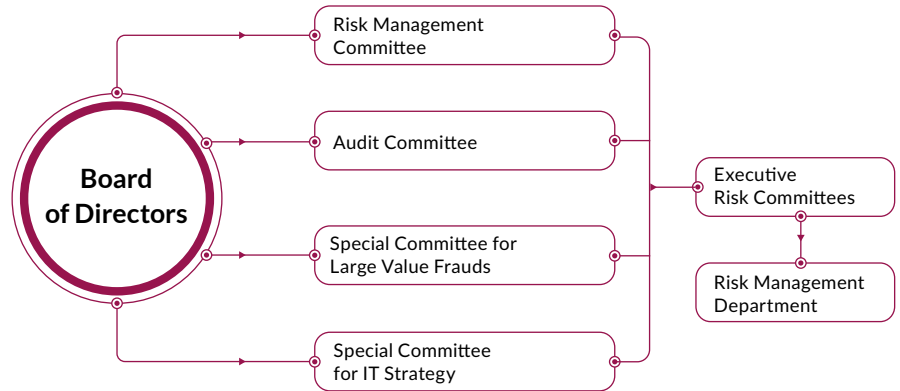 Board
of Directors
Risk Management
Committee
Audit Committee
Special Committee for
Large Value Frauds
Special Committee
for IT Strategy
Executive
Risk Committees
Risk Management
Department